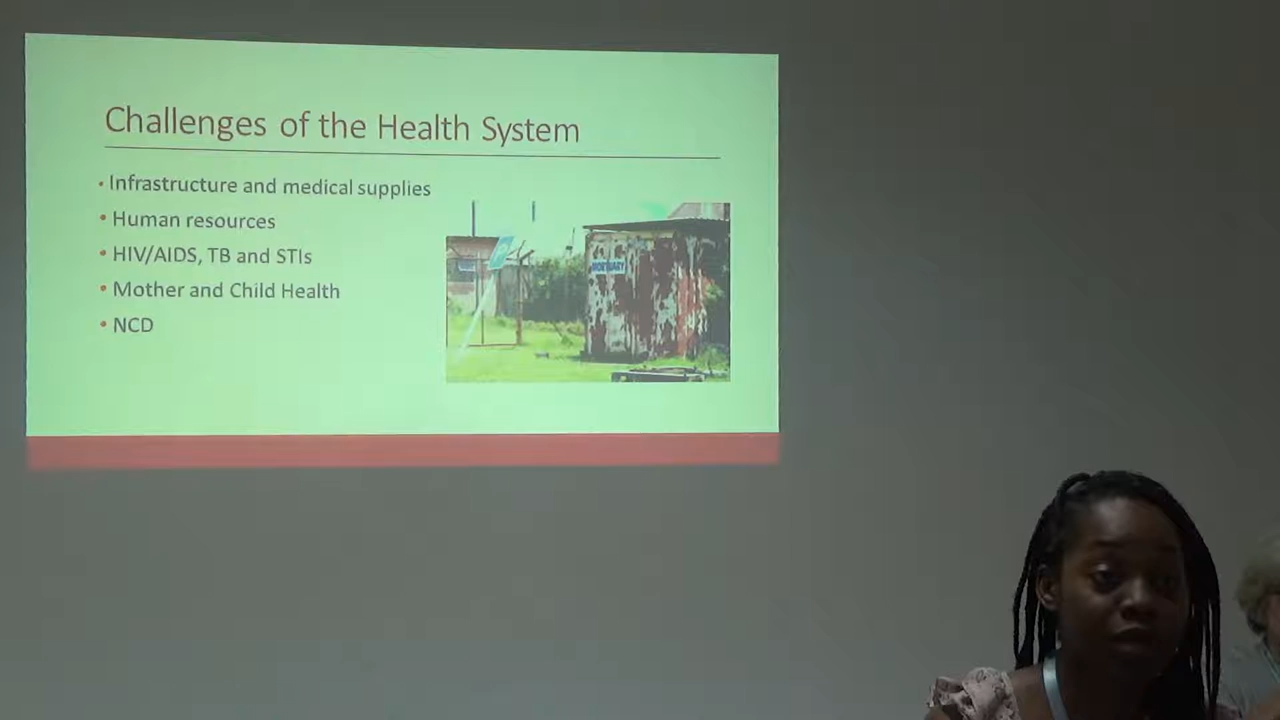 Challenges of the Health System
• Infrastructure and medical supplies
• Human resources
• HIV/AIDS, TB and STIs
• Mother and Child Health
• NCD
MORTUARY